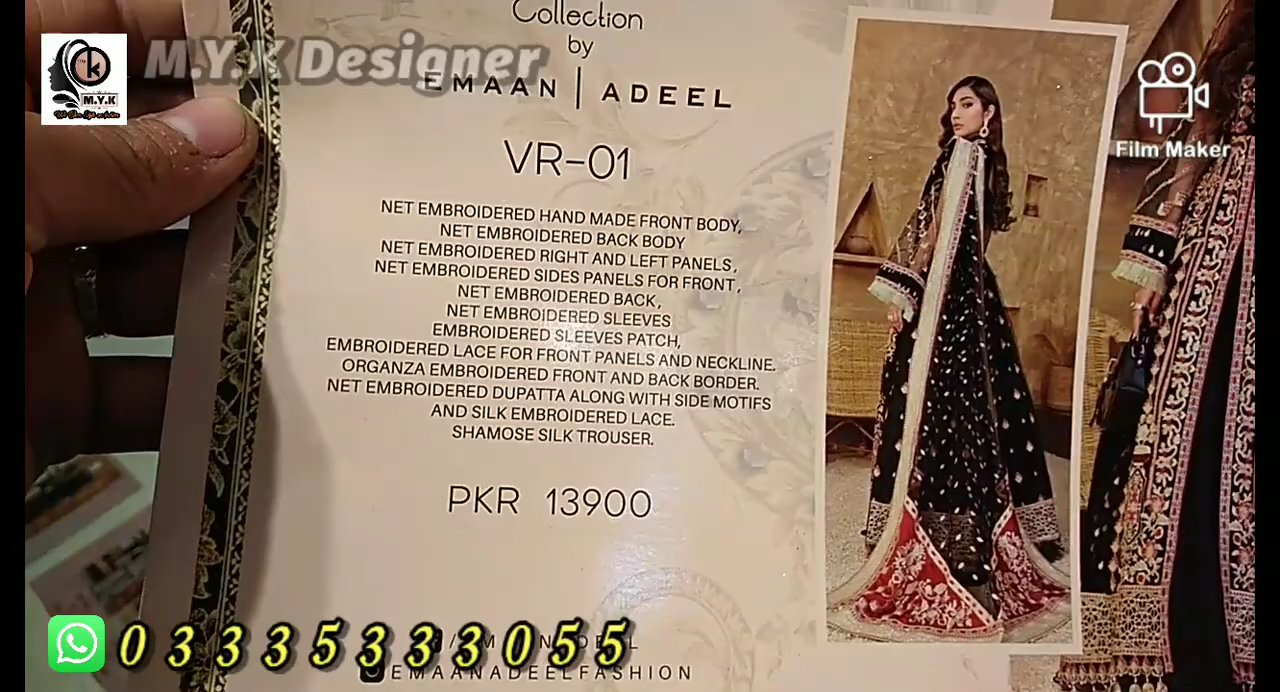 M.Y.K Designer
M.Y.K
Film Maker
Collection
by
EMAAN | ADEEL
VR-01
NET EMBROIDERED HAND MADE FRONT BODY,
NET EMBROIDERED BACK BODY
NET EMBROIDERED RIGHT AND LEFT PANELS,
NET EMBROIDERED SIDES PANELS FOR FRONT,
NET EMBROIDERED BACK,
NET EMBROIDERED SLEEVES
EMBROIDERED SLEEVES PATCH,
EMBROIDERED LACE FOR FRONT PANELS AND NECKLINE.
ORGANZA EMBROIDERED FRONT AND BACK BORDER.
NET EMBROIDERED DUPATTA ALONG WITH SIDE MOTIFS
AND SILK EMBROIDERED LACE.
SHAMOSE SILK TROUSER.
PKR 13900
03335333055
EMAANADEELFASHION